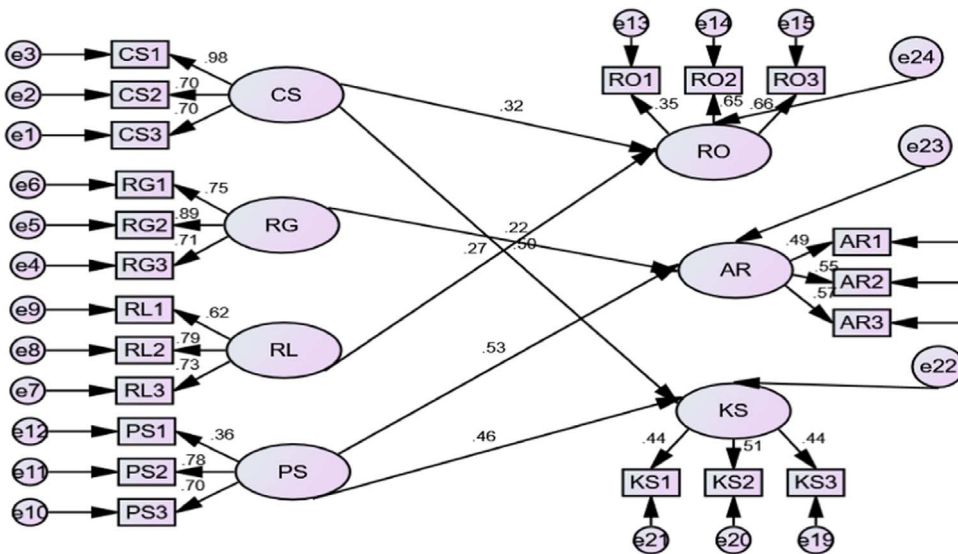 e13 e14 e15
e3 CS1 .98
e2 CS2 .70 CS
e1 CS3 .70
RO1 RO2 RO3 e24
.35 .65 .66
.32
RO
e23
e6 RG1 .75
e5 RG2 .89 RG
e4 RG3 .71
.22
.27 .50
.49 AR1
AR .55 AR2
.57 AR3
e9 RL1 .62
e8 RL2 .79 RL
e7 RL3 .73
.53
e22
KS
e12 PS1 .36
e11 PS2 .78 PS
e10 PS3 .70
.46
.44 .51 .44
KS1 KS2 KS3
e21 e20 e19